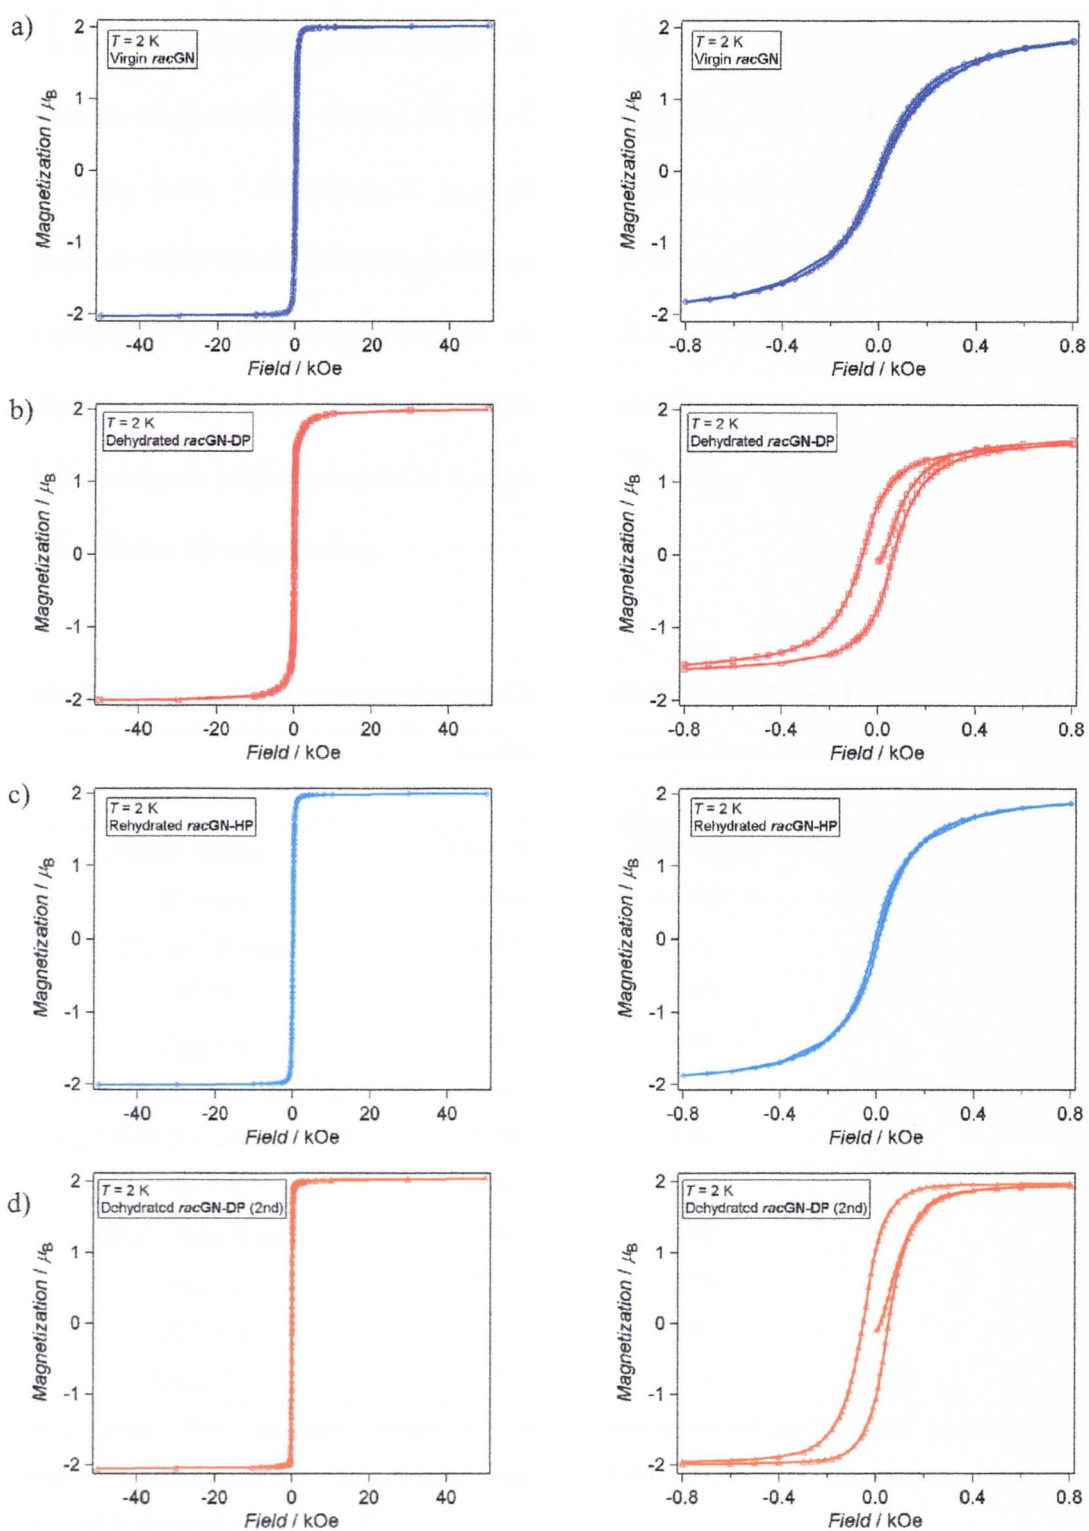 a)
T = 2 K
Virgin racGN
2
1
0
-1
-2
Magnetization / μB
-40 -20 0 20 40
Field / kOe
T = 2 K
Virgin racGN
2
1
0
-1
-2
Magnetization / μB
-0.8 -0.4 0.0 0.4 0.8
Field / kOe
b)
T = 2 K
Dehydrated racGN-DP
2
1
0
-1
-2
Magnetization / μB
-40 -20 0 20 40
Field / kOe
T = 2 K
Dehydrated racGN-DP
2
1
0
-1
-2
Magnetization / μB
-0.8 -0.4 0.0 0.4 0.8
Field / kOe
c)
T = 2 K
Rehydrated racGN-HP
2
1
0
-1
-2
Magnetization / μB
-40 -20 0 20 40
Field / kOe
T = 2 K
Rehydrated racGN-HP
2
1
0
-1
-2
Magnetization / μB
-0.8 -0.4 0.0 0.4 0.8
Field / kOe
d)
T = 2 K
Dehydrated racGN-DP (2nd)
2
1
0
-1
-2
Magnetization / μB
-40 -20 0 20 40
Field / kOe
T = 2 K
Dehydrated racGN-DP (2nd)
2
1
0
-1
-2
Magnetization / μB
-0.8 -0.4 0.0 0.4 0.8
Field / kOe